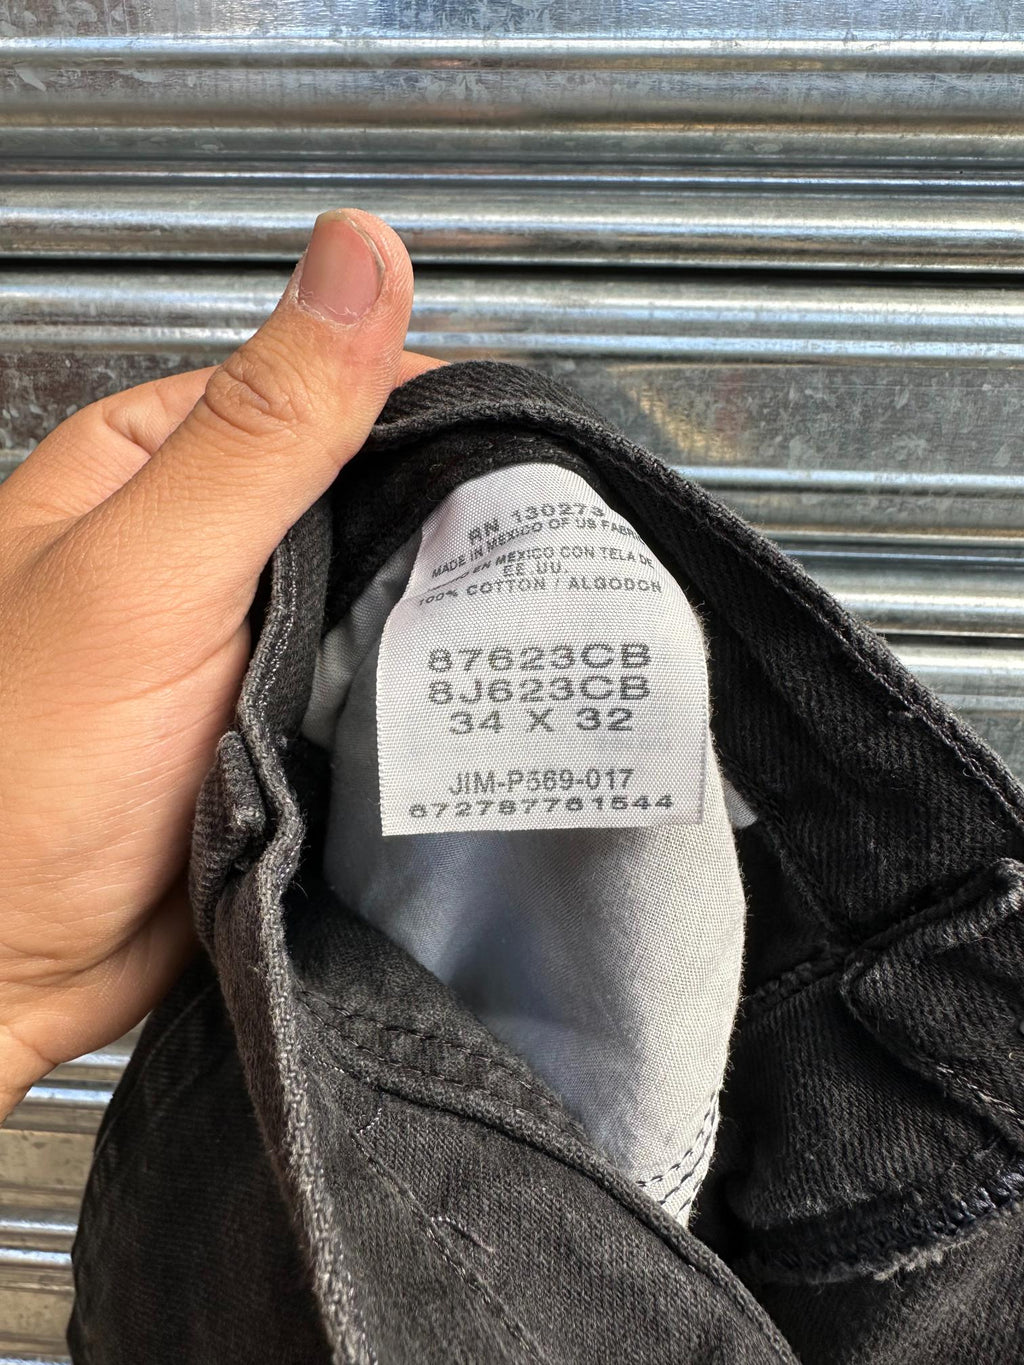 RN 130273
MADE IN MEXICO OF US FABRIC
EN MEXICO CON TELA DE
EE UU.
100% COTTON / ALGODON
87623CB
8J623CB
34 X 32
JIM-P569-017
672787761544